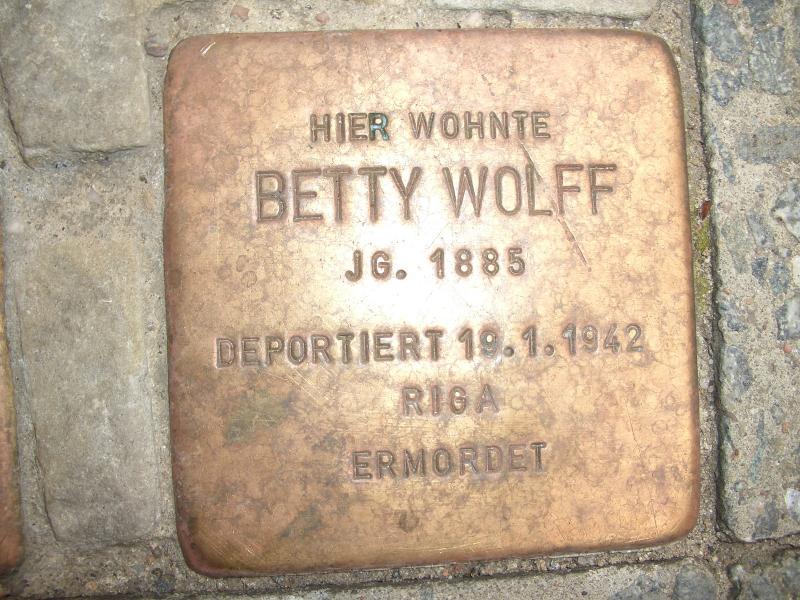 HIER WOHNTE
BETTY WOLFF
JG. 1885
DEPORTIERT 19.1.1942
RIGA
ERMORDET